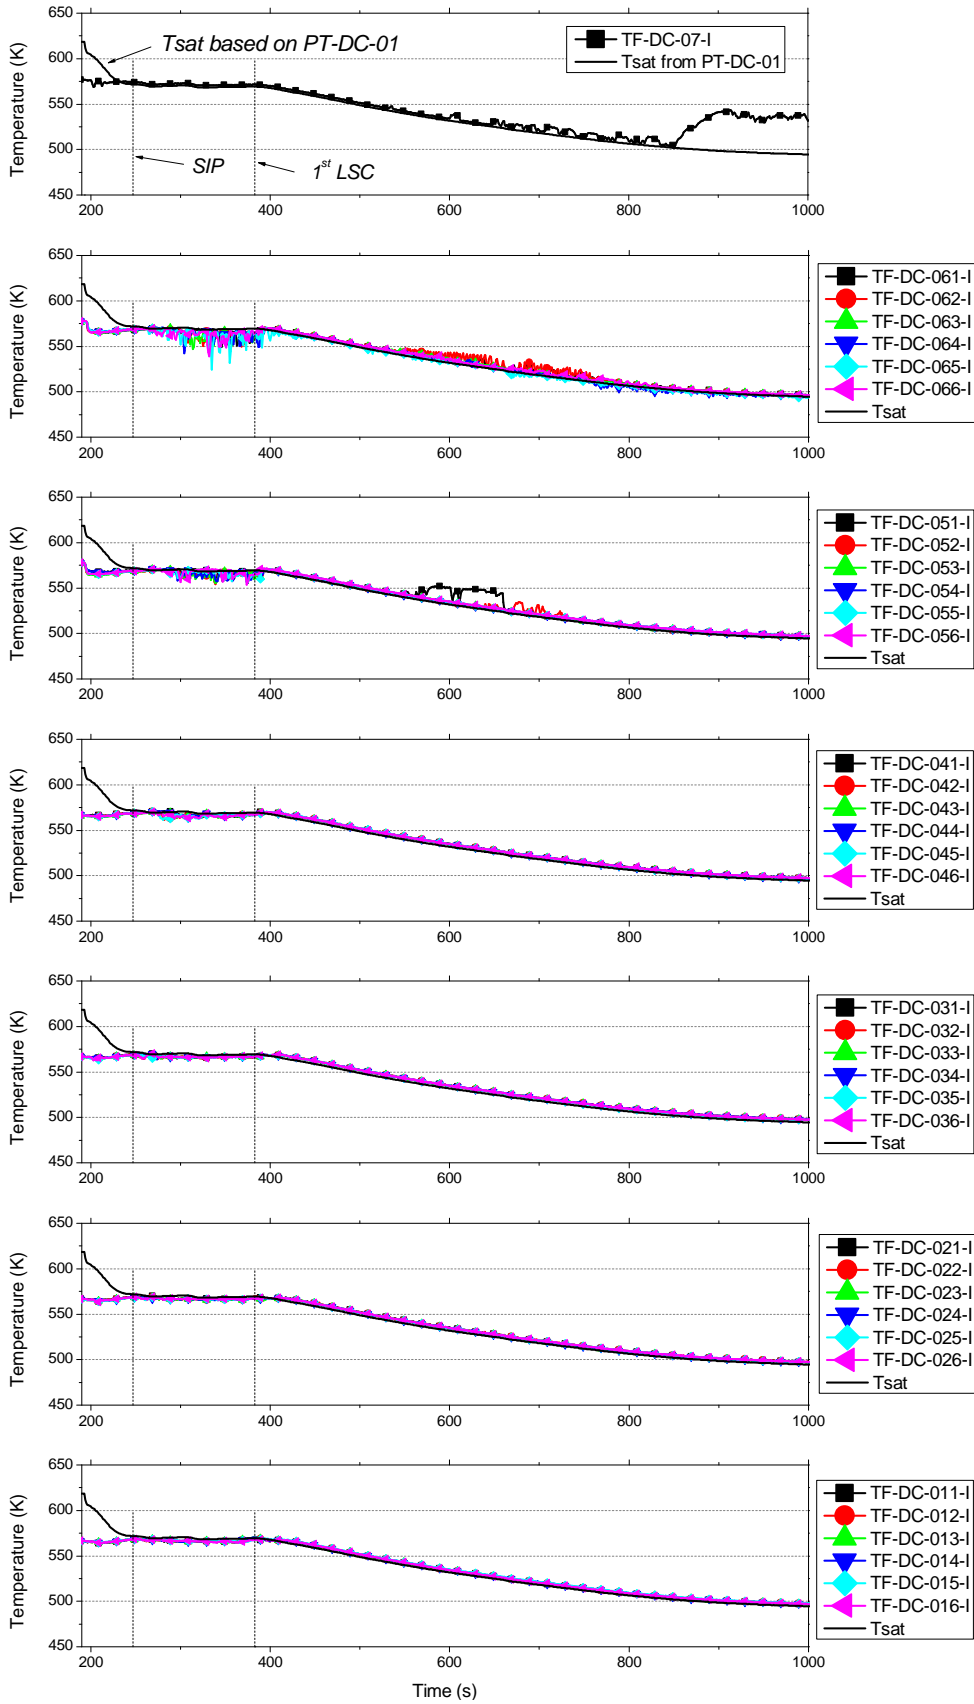 650
600
550
500
450
Temperature (K)
Tsat based on PT-DC-01
TF-DC-07-I
Tsat from PT-DC-01
SIP
1st LSC
200 400 600 800 1000
650
600
550
500
450
Temperature (K)
TF-DC-061-I
TF-DC-062-I
TF-DC-063-I
TF-DC-064-I
TF-DC-065-I
TF-DC-066-I
Tsat
200 400 600 800 1000
650
600
550
500
450
Temperature (K)
TF-DC-051-I
TF-DC-052-I
TF-DC-053-I
TF-DC-054-I
TF-DC-055-I
TF-DC-056-I
Tsat
200 400 600 800 1000
650
600
550
500
450
Temperature (K)
TF-DC-041-I
TF-DC-042-I
TF-DC-043-I
TF-DC-044-I
TF-DC-045-I
TF-DC-046-I
Tsat
200 400 600 800 1000
650
600
550
500
450
Temperature (K)
TF-DC-031-I
TF-DC-032-I
TF-DC-033-I
TF-DC-034-I
TF-DC-035-I
TF-DC-036-I
Tsat
200 400 600 800 1000
650
600
550
500
450
Temperature (K)
TF-DC-021-I
TF-DC-022-I
TF-DC-023-I
TF-DC-024-I
TF-DC-025-I
TF-DC-026-I
Tsat
200 400 600 800 1000
650
600
550
500
450
Temperature (K)
TF-DC-011-I
TF-DC-012-I
TF-DC-013-I
TF-DC-014-I
TF-DC-015-I
TF-DC-016-I
Tsat
200 400 600 800 1000
Time (s)